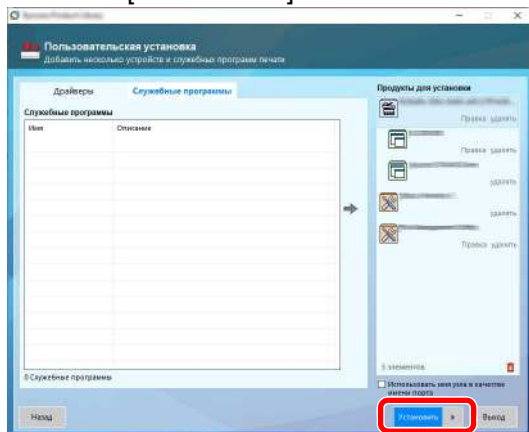 Пользовательская установка
Добавить несколько устройств и служебных программ печати
Драйверы
Служебные программы
Служебные программы
Имя
Описание
0 Служебные программы
Продукты для установки
Правка удалить
Правка удалить
удалить
удалить
Правка удалить
5 элементов
Использовать имя узла в качестве
имени порта
Назад
Установить
Выход